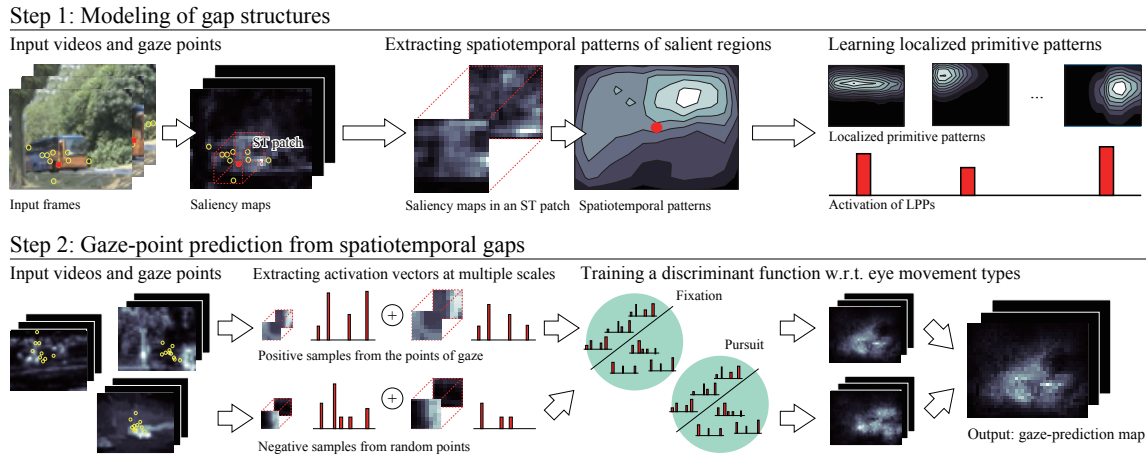 Step 1: Modeling of gap structures
Input videos and gaze points
Extracting spatiotemporal patterns of salient regions
Learning localized primitive patterns
ST patch
...
Localized primitive patterns
Input frames
Saliency maps
Saliency maps in an ST patch
Spatiotemporal patterns
Activation of LPPs
Step 2: Gaze-point prediction from spatiotemporal gaps
Input videos and gaze points
Extracting activation vectors at multiple scales
Training a discriminant function w.r.t. eye movement types
Fixation
+
Positive samples from the points of gaze
Pursuit
+
Negative samples from random points
Output: gaze-prediction map